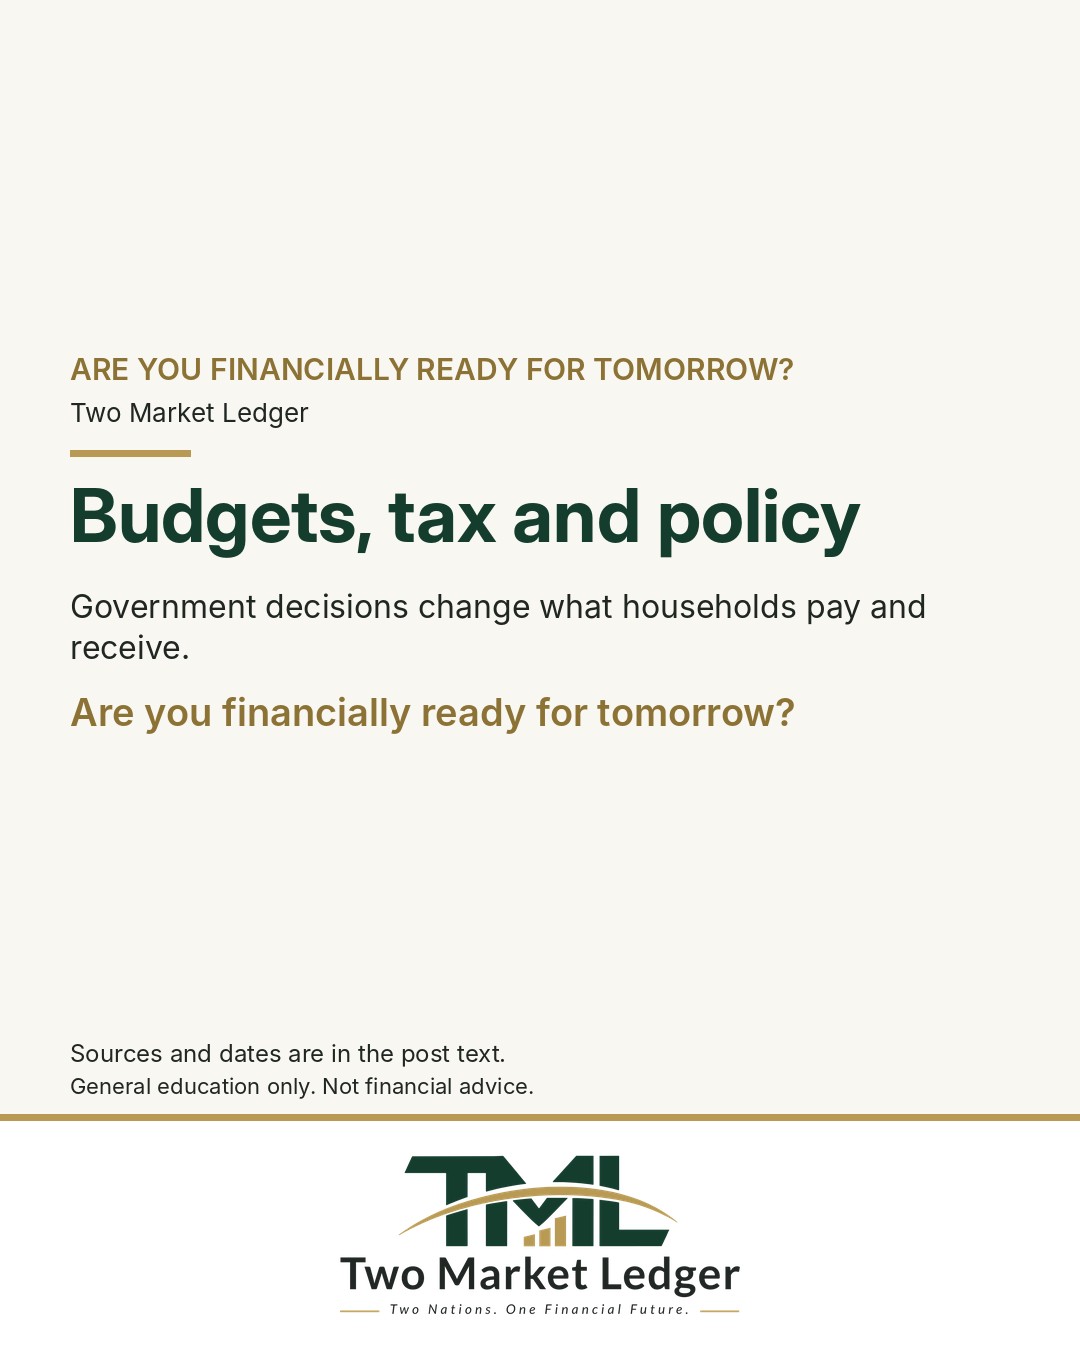 ARE YOU FINANCIALLY READY FOR TOMORROW?
Two Market Ledger
Budgets, tax and policy
Government decisions change what households pay and
receive.
Are you financially ready for tomorrow?
Sources and dates are in the post text.
General education only. Not financial advice.
TML
Two Market Ledger
Two Nations. One Financial Future.